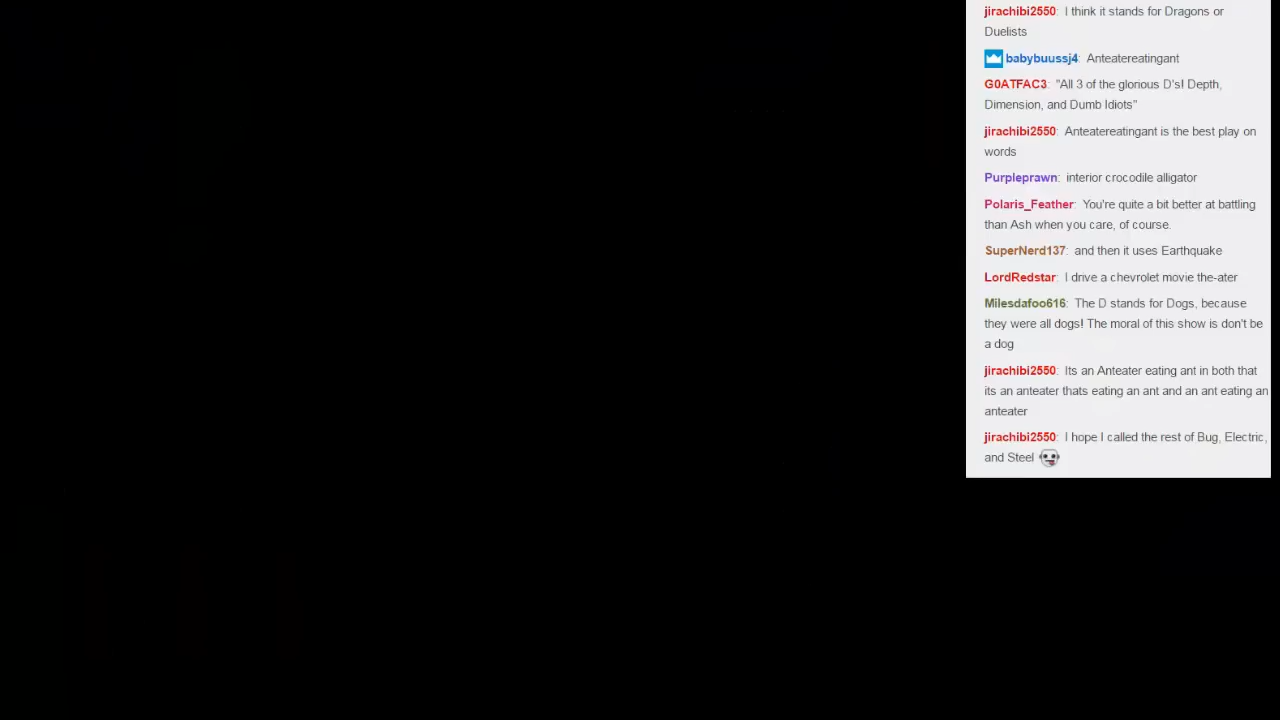 jirachibi2550: I think it stands for Dragons or
Duelists
babybuussj4: Anteatereatingant
G0ATFAC3: "All 3 of the glorious D's! Depth,
Dimension, and Dumb Idiots"
jirachibi2550: Anteatereatingant is the best play on
words
Purpleprawn: interior crocodile alligator
Polaris_Feather: You're quite a bit better at battling
than Ash when you care, of course.
SuperNerd137: and then it uses Earthquake
LordRedstar: I drive a chevrolet movie the-ater
Milesdafoo616: The D stands for Dogs, because
they were all dogs! The moral of this show is don't be
a dog
jirachibi2550: Its an Anteater eating ant in both that
its an anteater thats eating an ant and an ant eating an
anteater
jirachibi2550: I hope I called the rest of Bug, Electric,
and Steel